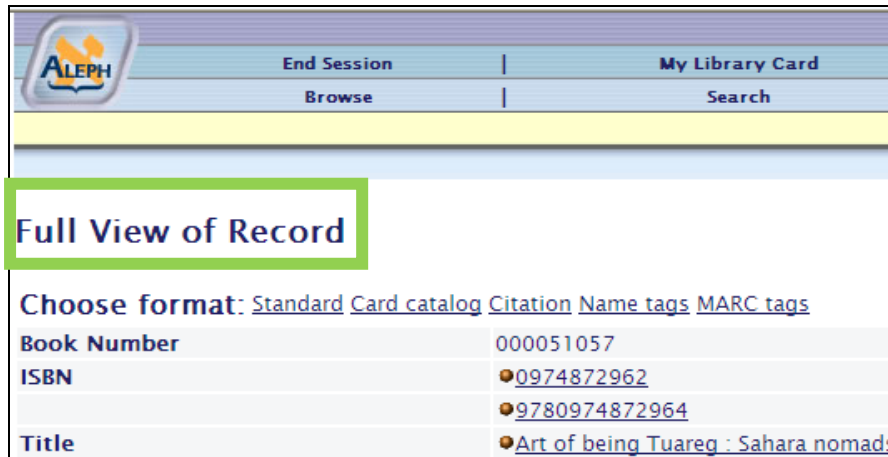 ALEPH
End Session | My Library Card
Browse | Search
Full View of Record
Choose format: Standard Card catalog Citation Name tags MARC tags
Book Number 000051057
ISBN 0974872962
9780974872964
Title Art of being Tuareg : Sahara nomads